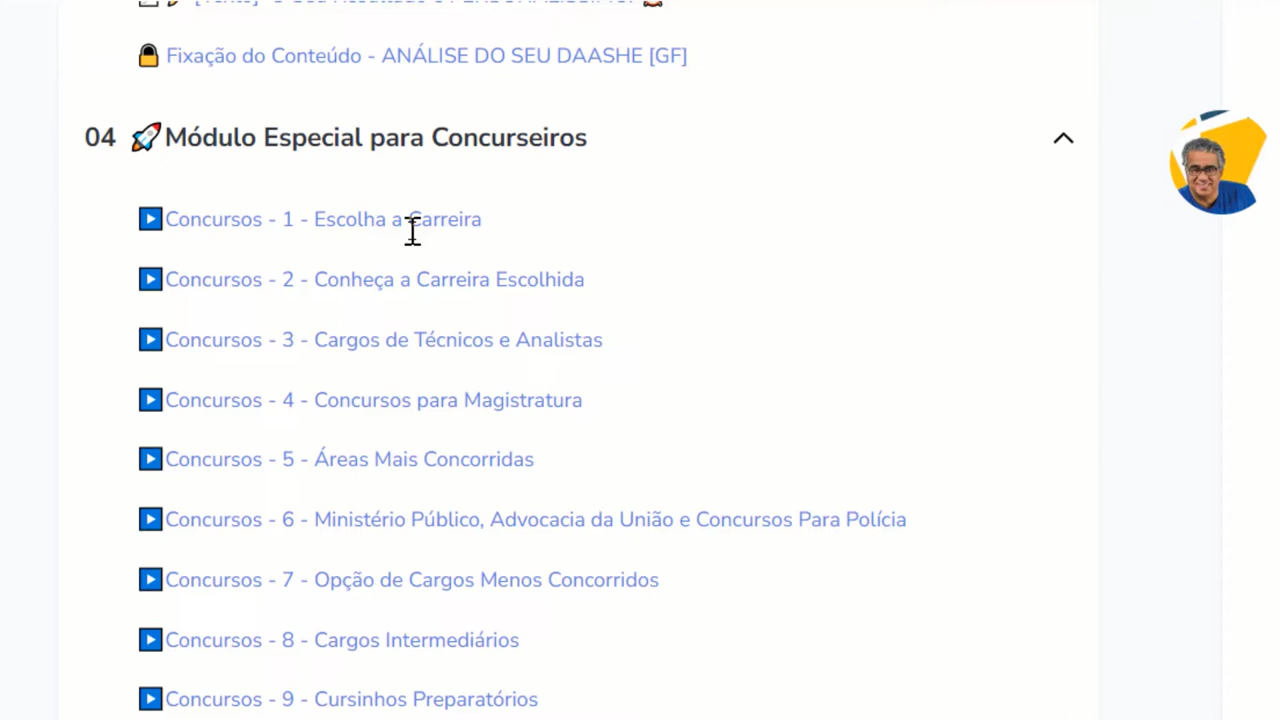 Fixação do Conteúdo - ANÁLISE DO SEU DAASHE [GF]
04 Módulo Especial para Concurseiros
Concursos - 1 - Escolha a Carreira
Concursos - 2 - Conheça a Carreira Escolhida
Concursos - 3 - Cargos de Técnicos e Analistas
Concursos - 4 - Concursos para Magistratura
Concursos - 5 - Áreas Mais Concorridas
Concursos - 6 - Ministério Público, Advocacia da União e Concursos Para Polícia
Concursos - 7 - Opção de Cargos Menos Concorridos
Concursos - 8 - Cargos Intermediários
Concursos - 9 - Cursinhos Preparatórios